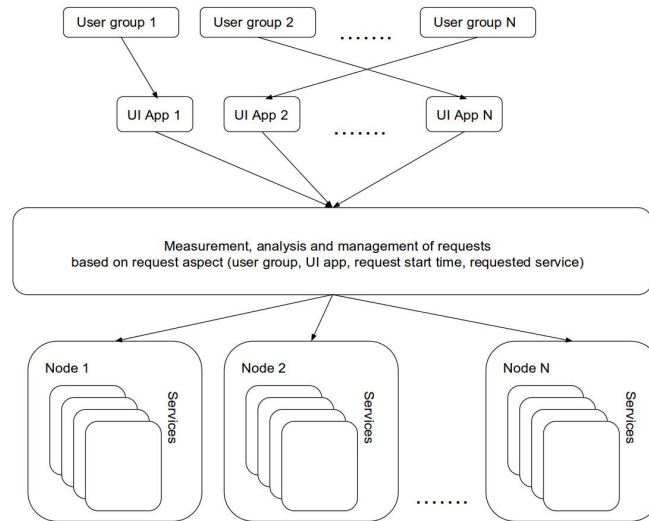 User group 1
User group 2
.......
User group N
UI App 1
UI App 2
.......
UI App N
Measurement, analysis and management of requests
based on request aspect (user group, UI app, request start time, requested service)
Node 1
Services
Node 2
Services
.......
Node N
Services